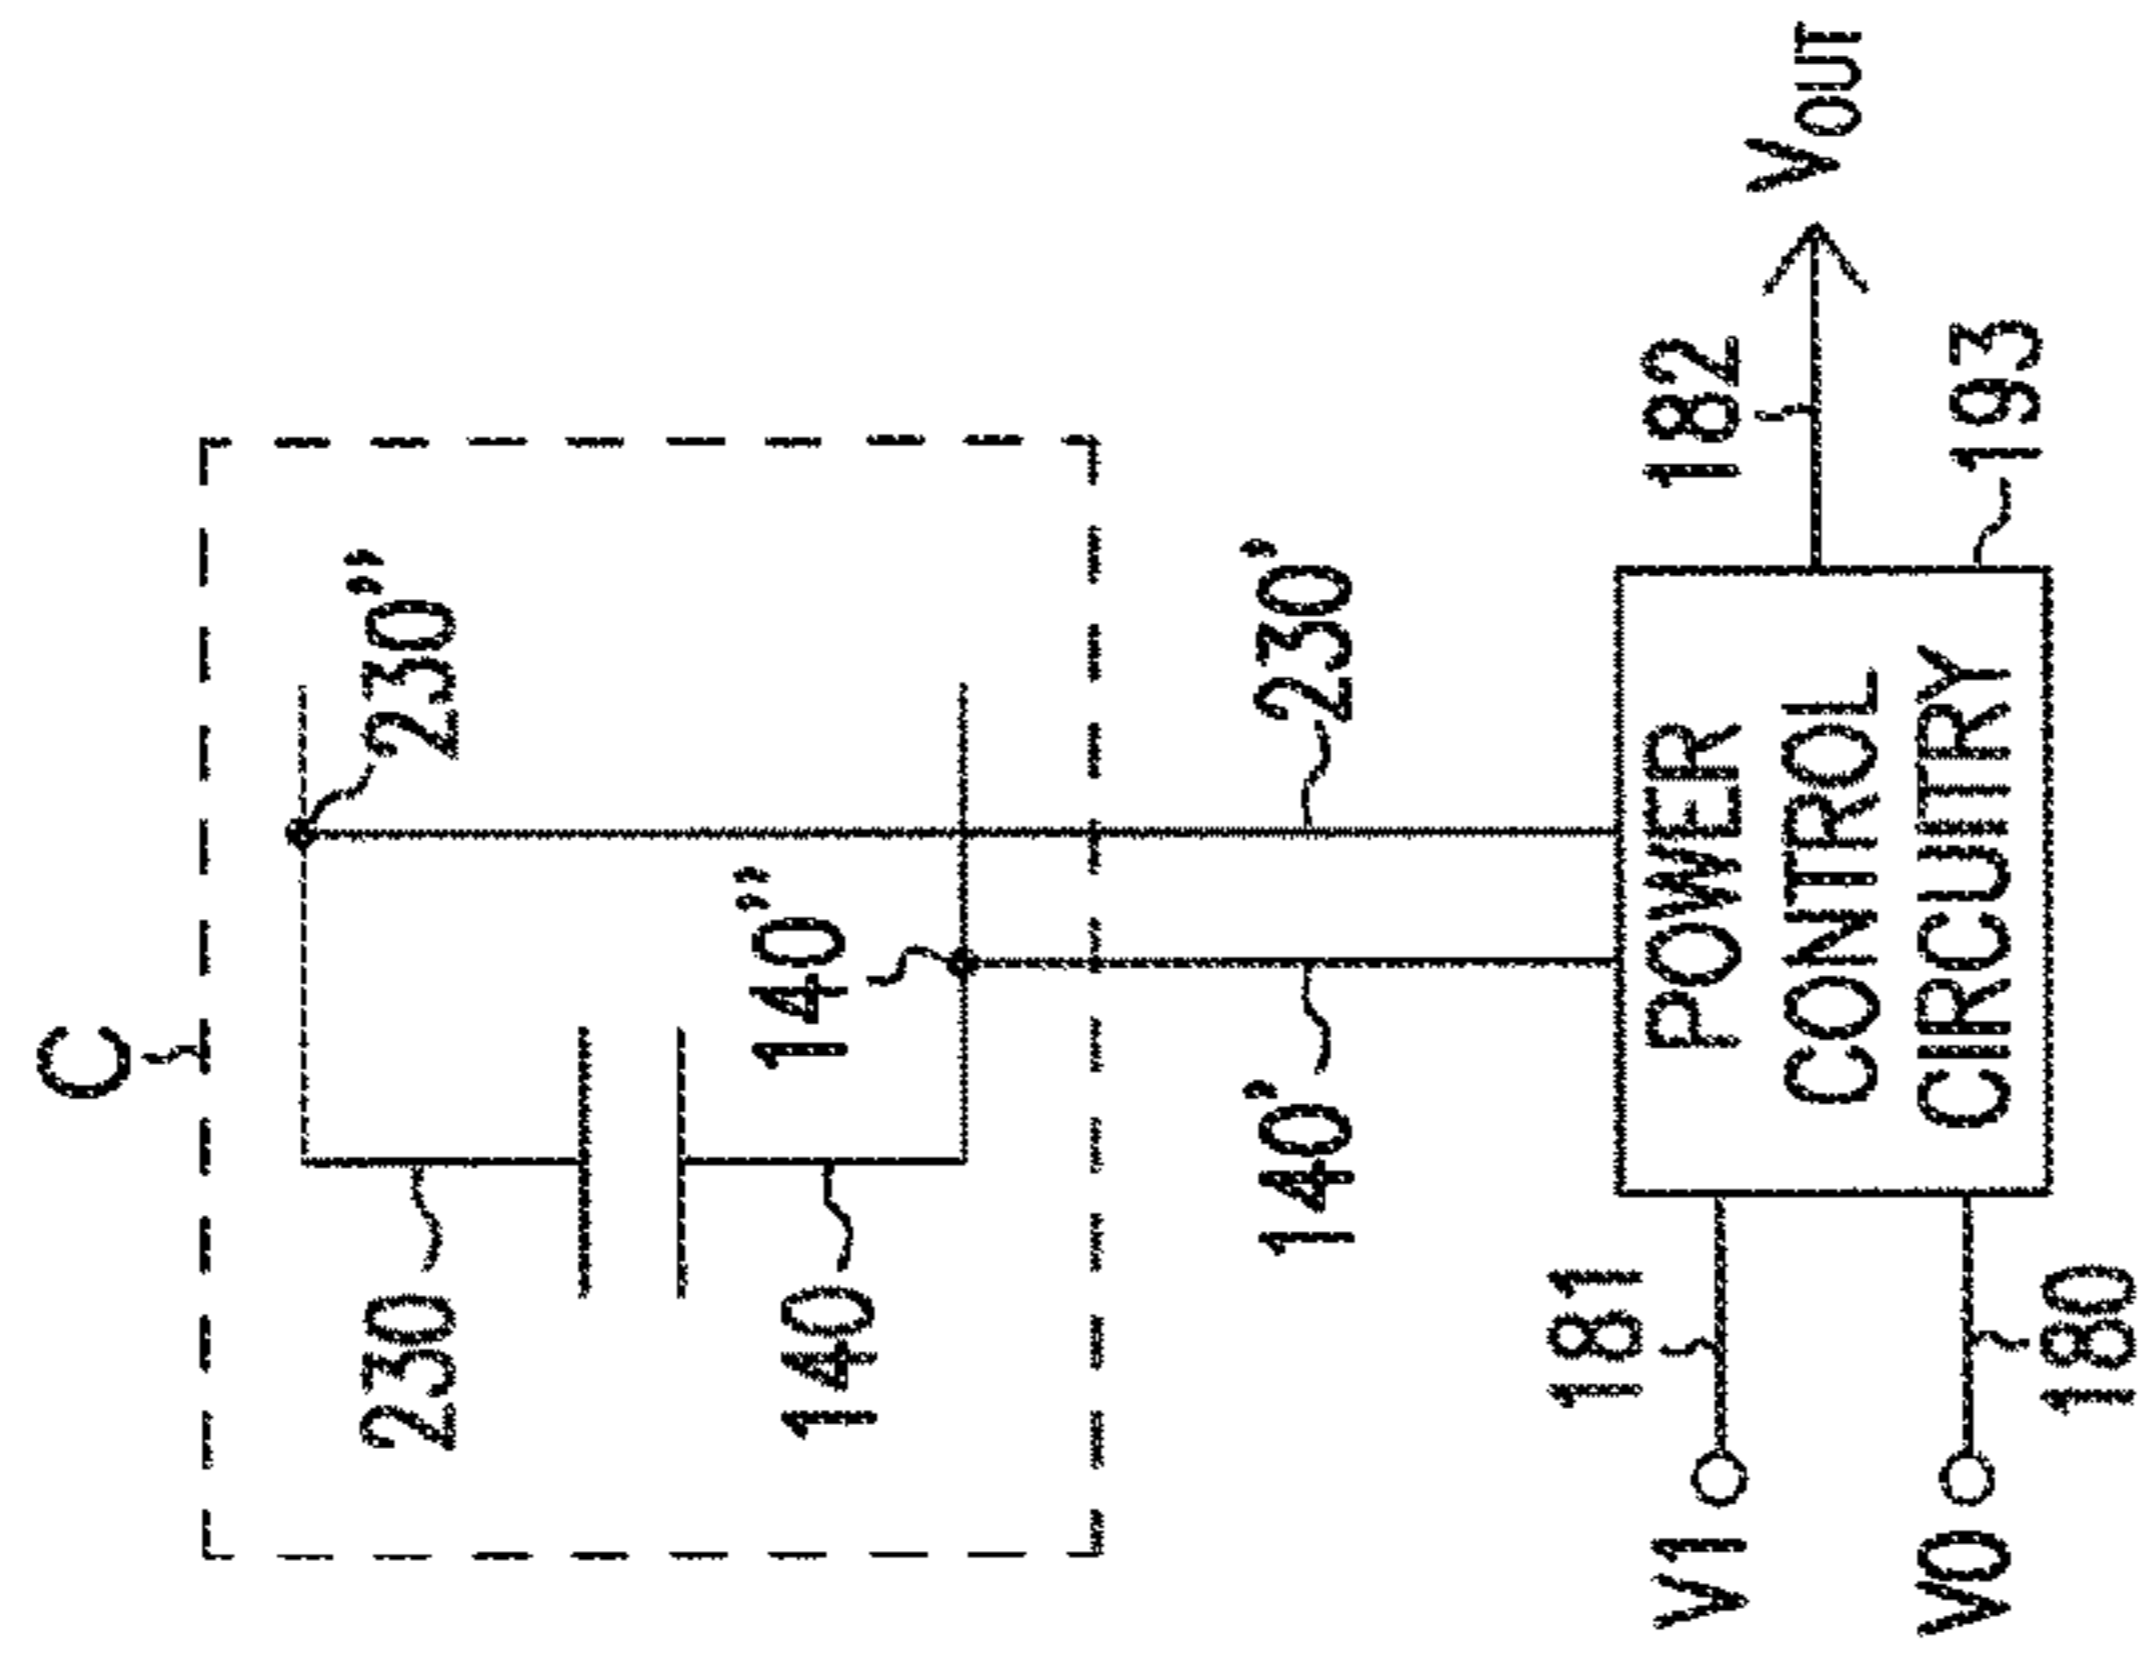 C
230
230”
140
140”
140’
230’
V1
181
V0
180
POWER
CONTROL
CIRCUITRY
182
193
VOUT